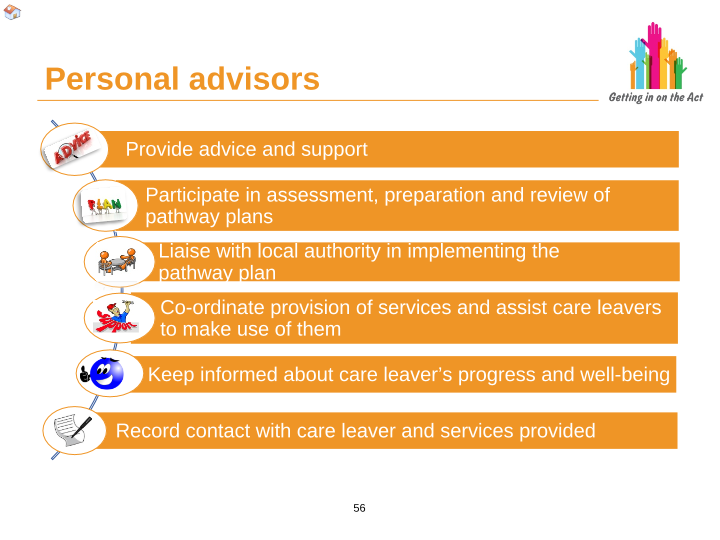 Personal advisors
Getting in on the Act
ADVICE
Provide advice and support
PLAN
Participate in assessment, preparation and review of
pathway plans
Liaise with local authority in implementing the
pathway plan
Co-ordinate provision of services and assist care leavers
to make use of them
Keep informed about care leaver’s progress and well-being
Record contact with care leaver and services provided
56